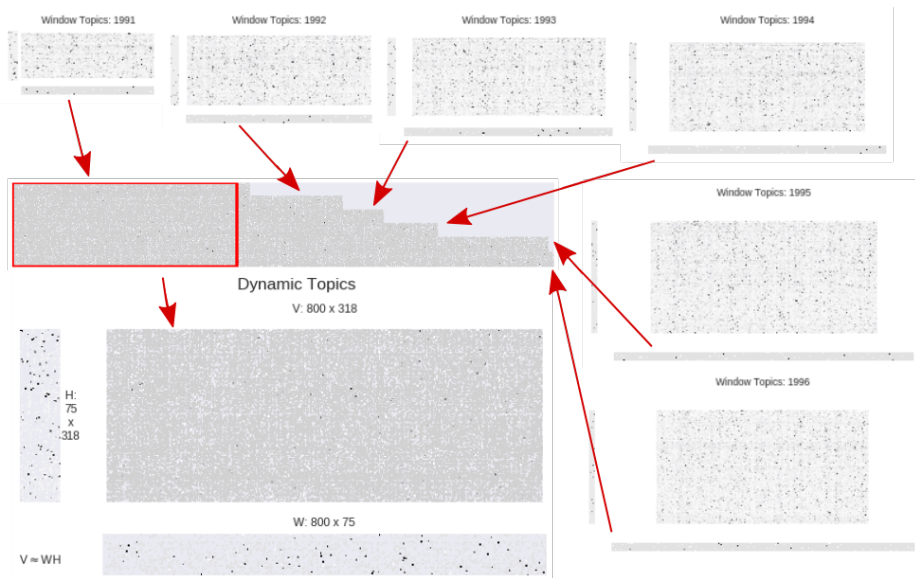 Window Topics: 1991
Window Topics: 1992
Window Topics: 1993
Window Topics: 1994
Window Topics: 1995
Window Topics: 1996
Dynamic Topics
V: 800 x 318
H:
75
x
318
W: 800 x 75
V ≈ WH